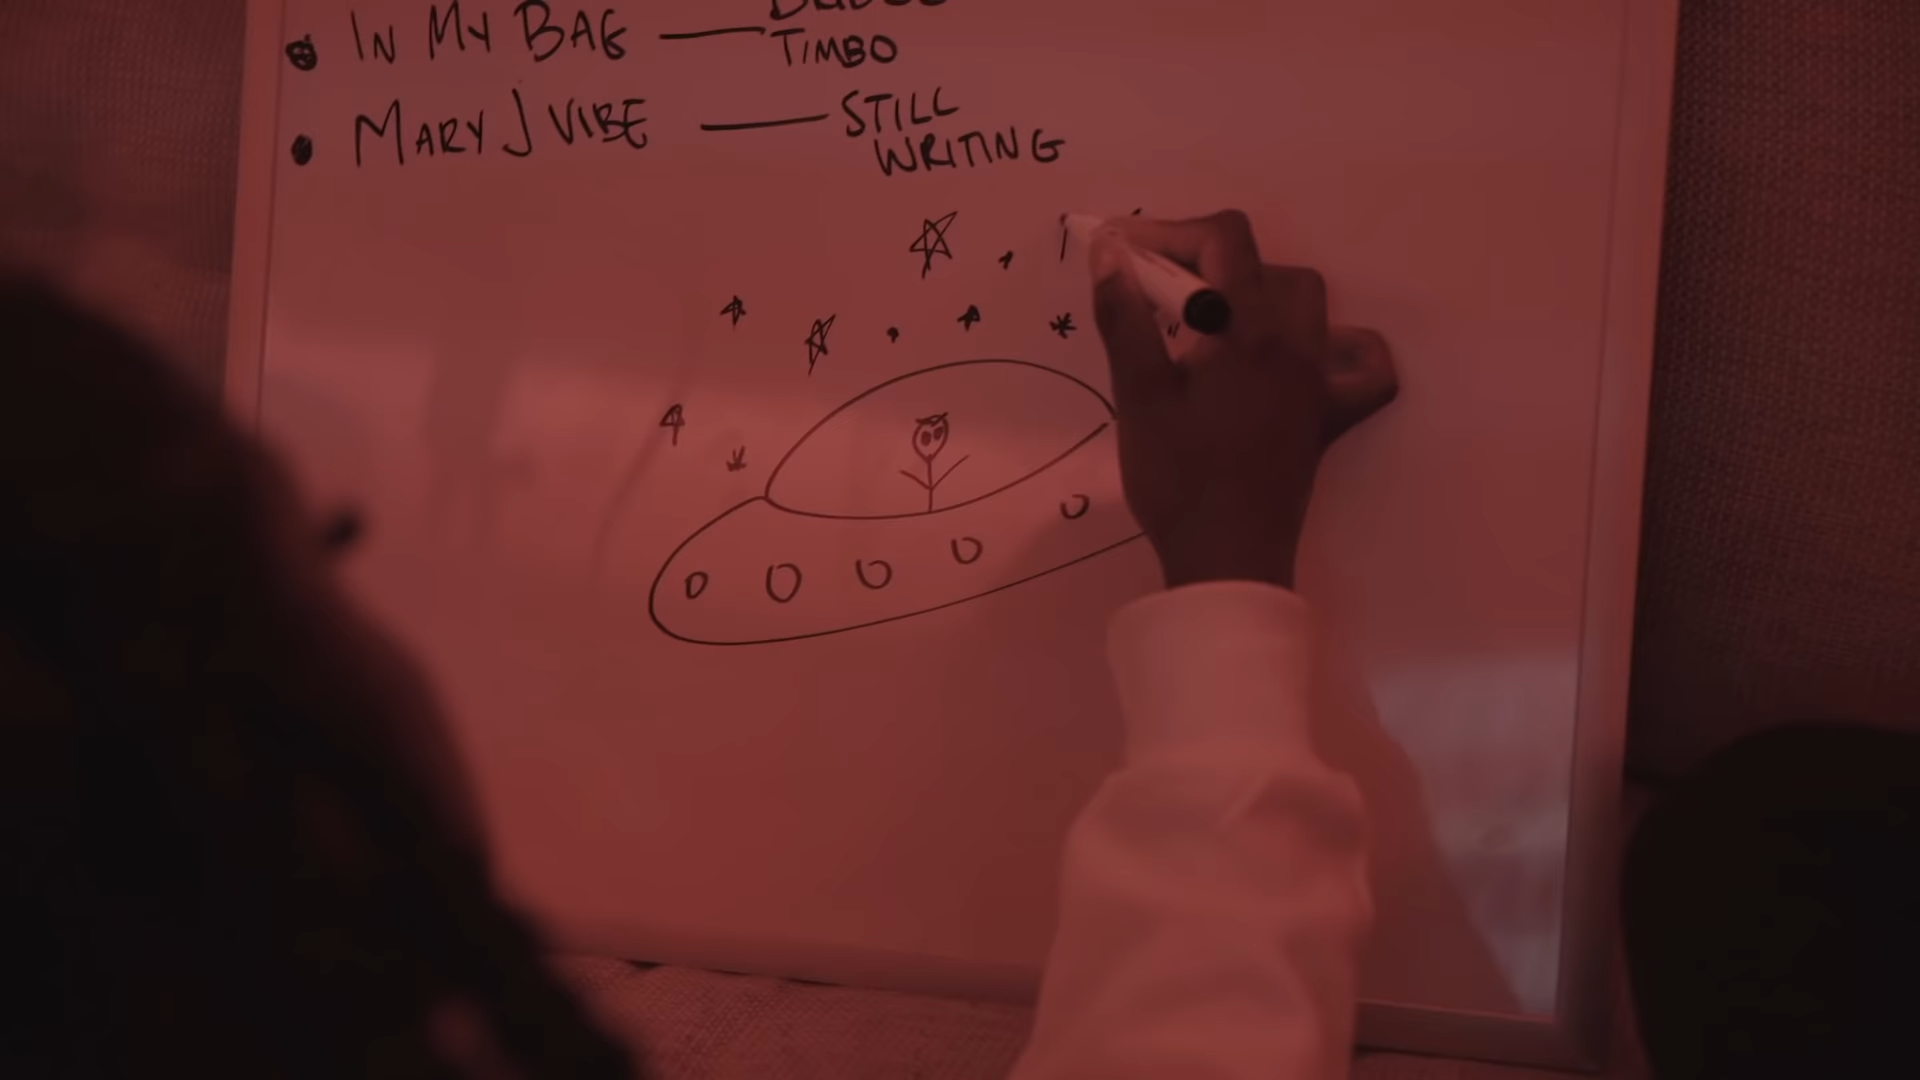 IN MY BAG — TIMBO
MARY J VIBE — STILL
WRITING